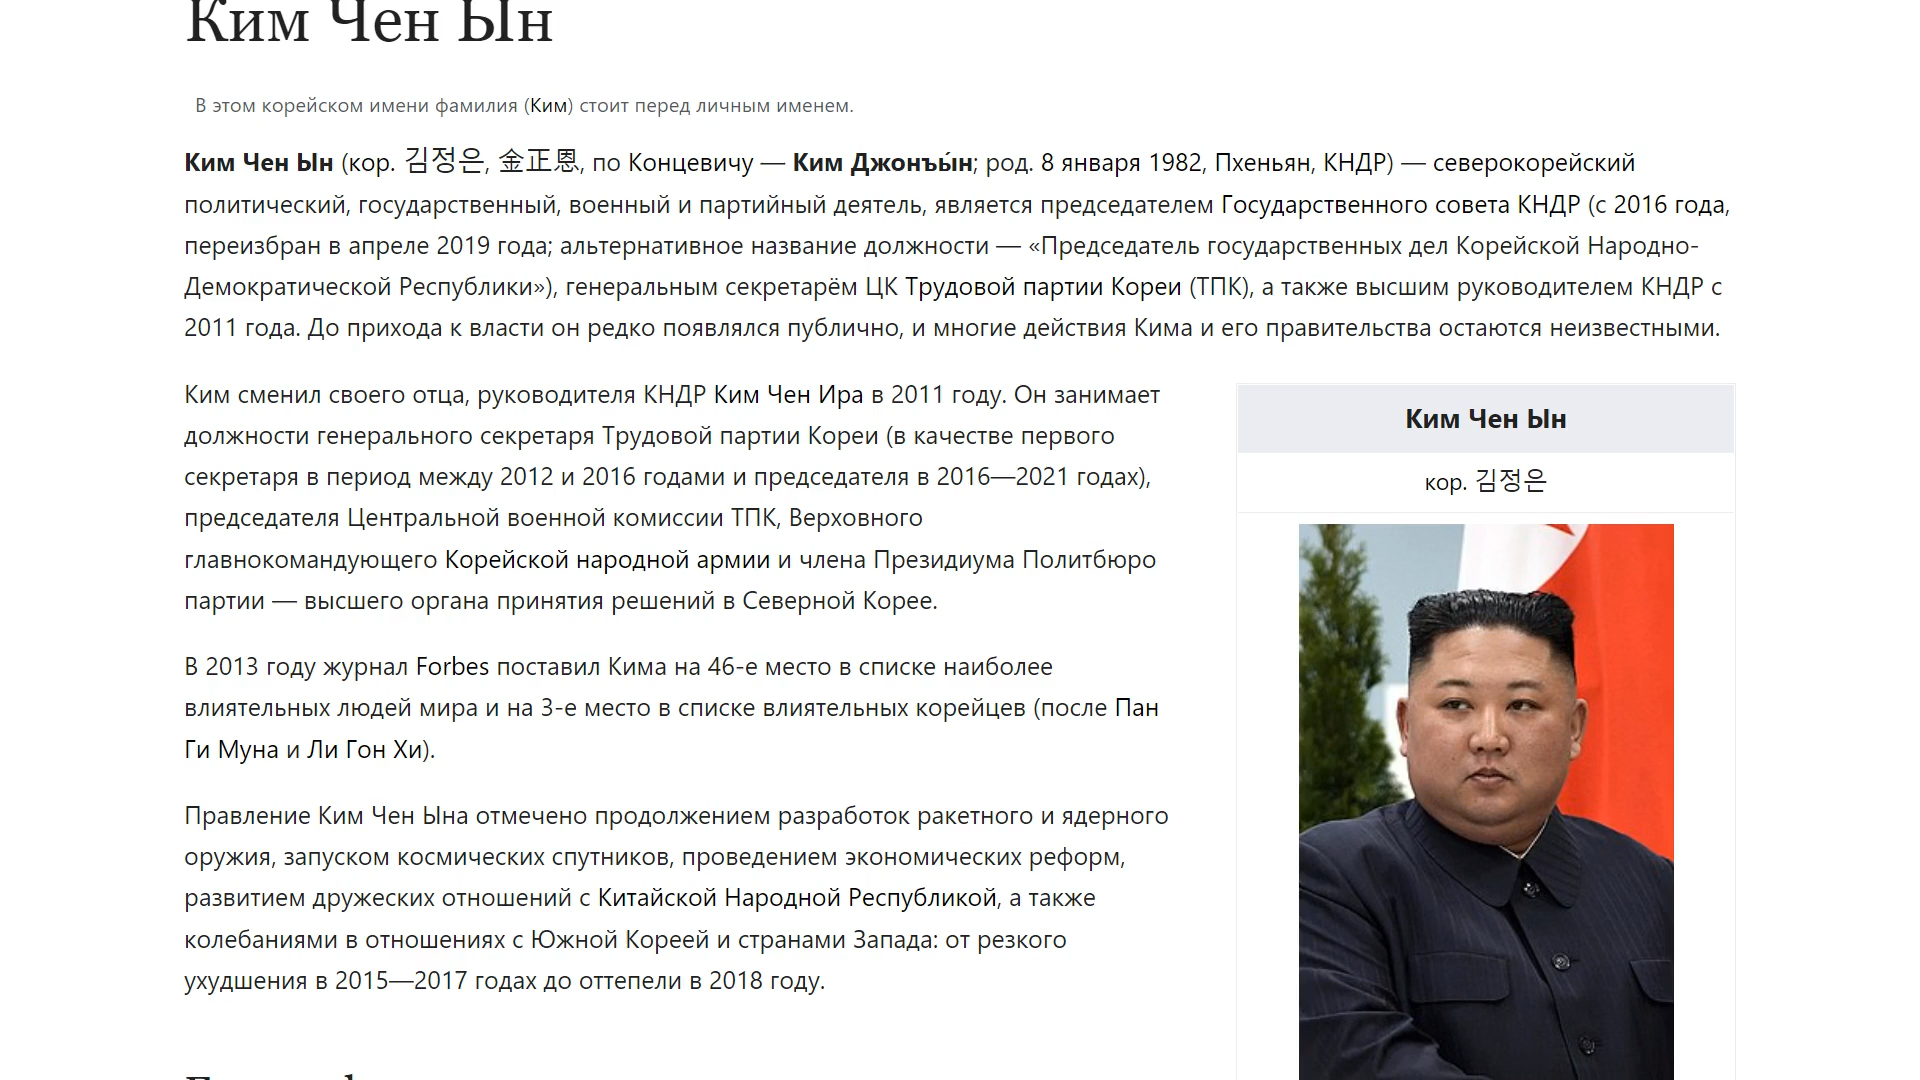 Ким Чен Ын
В этом корейском имени фамилия (Ким) стоит перед личным именем.
Ким Чен Ын (кор. 김정은, 金正恩, по Концевичу — Ким Джонъы́н; род. 8 января 1982, Пхеньян, КНДР) — северокорейский
политический, государственный, военный и партийный деятель, является председателем Государственного совета КНДР (с 2016 года,
переизбран в апреле 2019 года; альтернативное название должности — «Председатель государственных дел Корейской Народно-
Демократической Республики»), генеральным секретарём ЦК Трудовой партии Кореи (ТПК), а также высшим руководителем КНДР с
2011 года. До прихода к власти он редко появлялся публично, и многие действия Кима и его правительства остаются неизвестными.
Ким сменил своего отца, руководителя КНДР Ким Чен Ира в 2011 году. Он занимает
должности генерального секретаря Трудовой партии Кореи (в качестве первого
секретаря в период между 2012 и 2016 годами и председателя в 2016—2021 годах),
председателя Центральной военной комиссии ТПК, Верховного
главнокомандующего Корейской народной армии и члена Президиума Политбюро
партии — высшего органа принятия решений в Северной Корее.
В 2013 году журнал Forbes поставил Кима на 46-е место в списке наиболее
влиятельных людей мира и на 3-е место в списке влиятельных корейцев (после Пан
Ги Муна и Ли Гон Хи).
Правление Ким Чен Ына отмечено продолжением разработок ракетного и ядерного
оружия, запуском космических спутников, проведением экономических реформ,
развитием дружеских отношений с Китайской Народной Республикой, а также
колебаниями в отношениях с Южной Кореей и странами Запада: от резкого
ухудшения в 2015—2017 годах до оттепели в 2018 году.
Ким Чен Ын
кор. 김정은